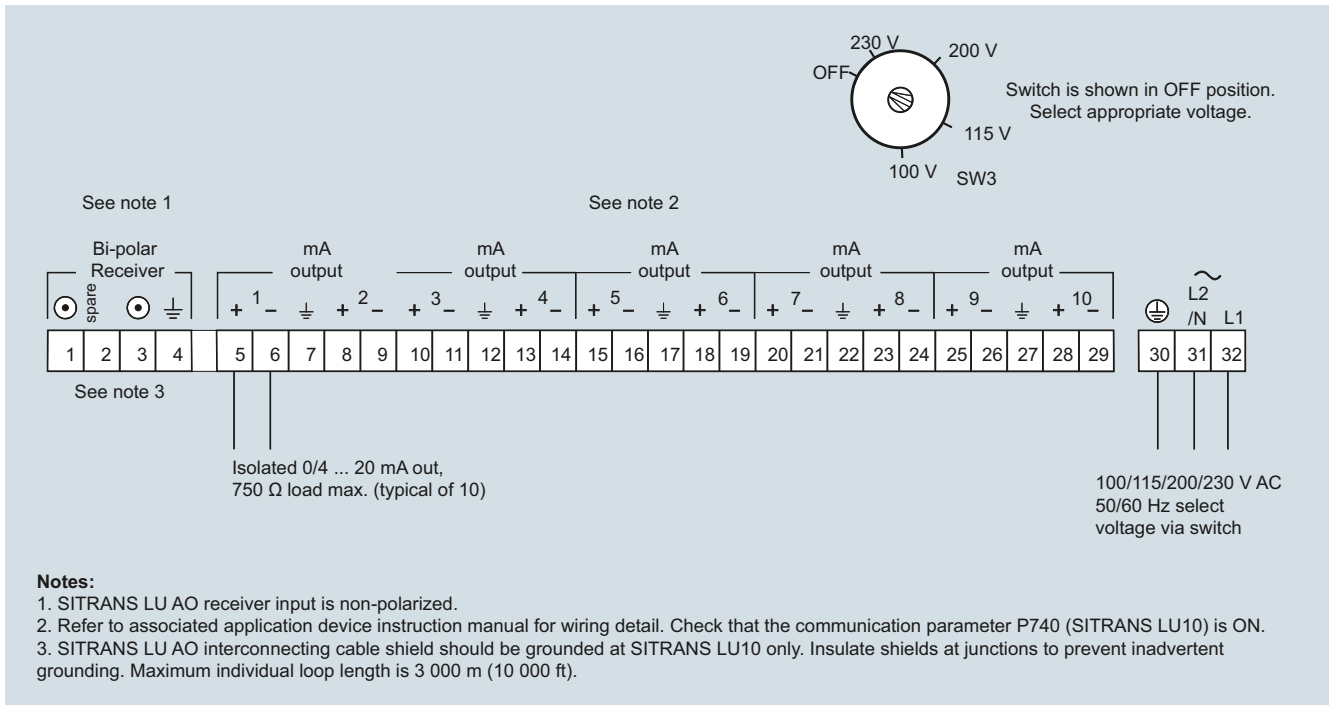 230 V
200 V
OFF
Switch is shown in OFF position.
Select appropriate voltage.
115 V
100 V
SW3
See note 1
See note 2
Bi-polar
Receiver
mA
output
mA
output
mA
output
mA
output
mA
output
spare
+ 1 – + 2 – + 3 – + 4 – + 5 – + 6 – + 7 – + 8 – + 9 – + 10 –
L2
/N L1
1 2 3 4 5 6 7 8 9 10 11 12 13 14 15 16 17 18 19 20 21 22 23 24 25 26 27 28 29 30 31 32
See note 3
Isolated 0/4 ... 20 mA out,
750 Ω load max. (typical of 10)
100/115/200/230 V AC
50/60 Hz select
voltage via switch
Notes:
1. SITRANS LU AO receiver input is non-polarized.
2. Refer to associated application device instruction manual for wiring detail. Check that the communication parameter P740 (SITRANS LU10) is ON.
3. SITRANS LU AO interconnecting cable shield should be grounded at SITRANS LU10 only. Insulate shields at junctions to prevent inadvertent
grounding. Maximum individual loop length is 3 000 m (10 000 ft).